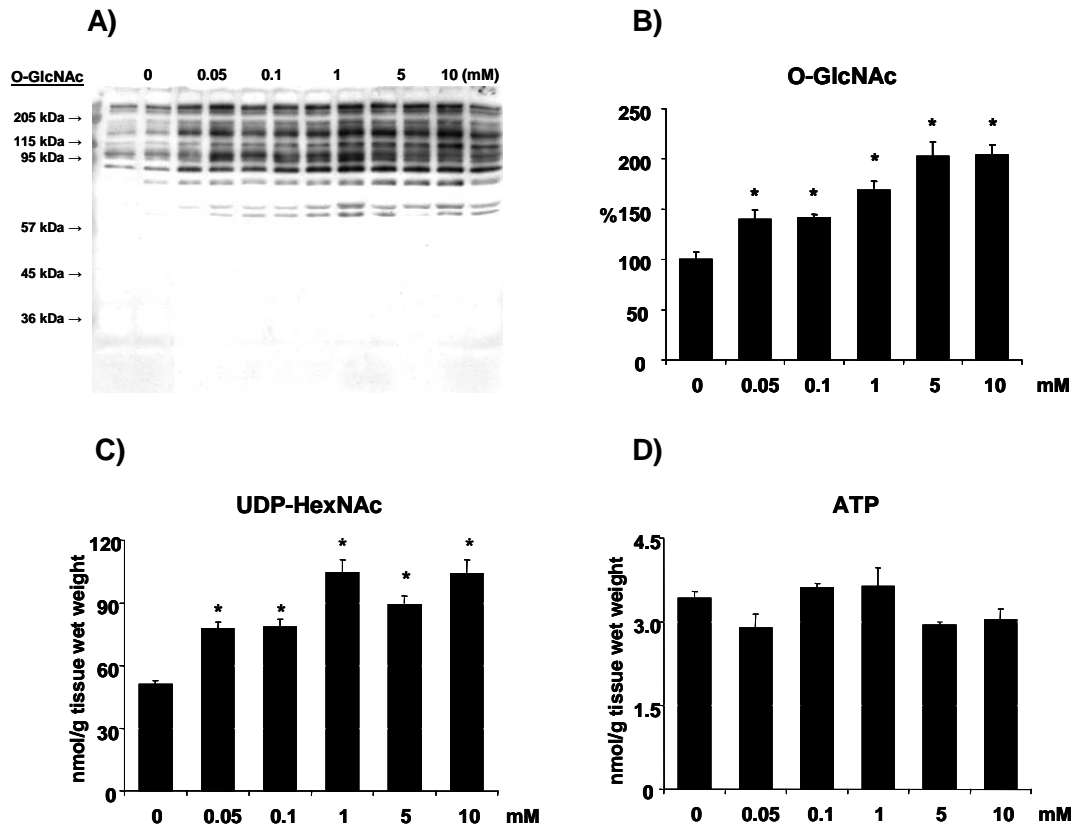 A)
O-GlcNAc 0 0.05 0.1 1 5 10 (mM)
205 kDa →
115 kDa →
95 kDa →
57 kDa →
45 kDa →
36 kDa →
B)
O-GlcNAc
250
200
%150
100
50
0
* * * * *
0 0.05 0.1 1 5 10 mM
C)
UDP-HexNAc
nmol/g tissue wet weight
120
90
60
30
0
* * * * *
0 0.05 0.1 1 5 10 mM
D)
ATP
nmol/g tissue wet weight
4.5
3.0
1.5
0
0 0.05 0.1 1 5 10 mM